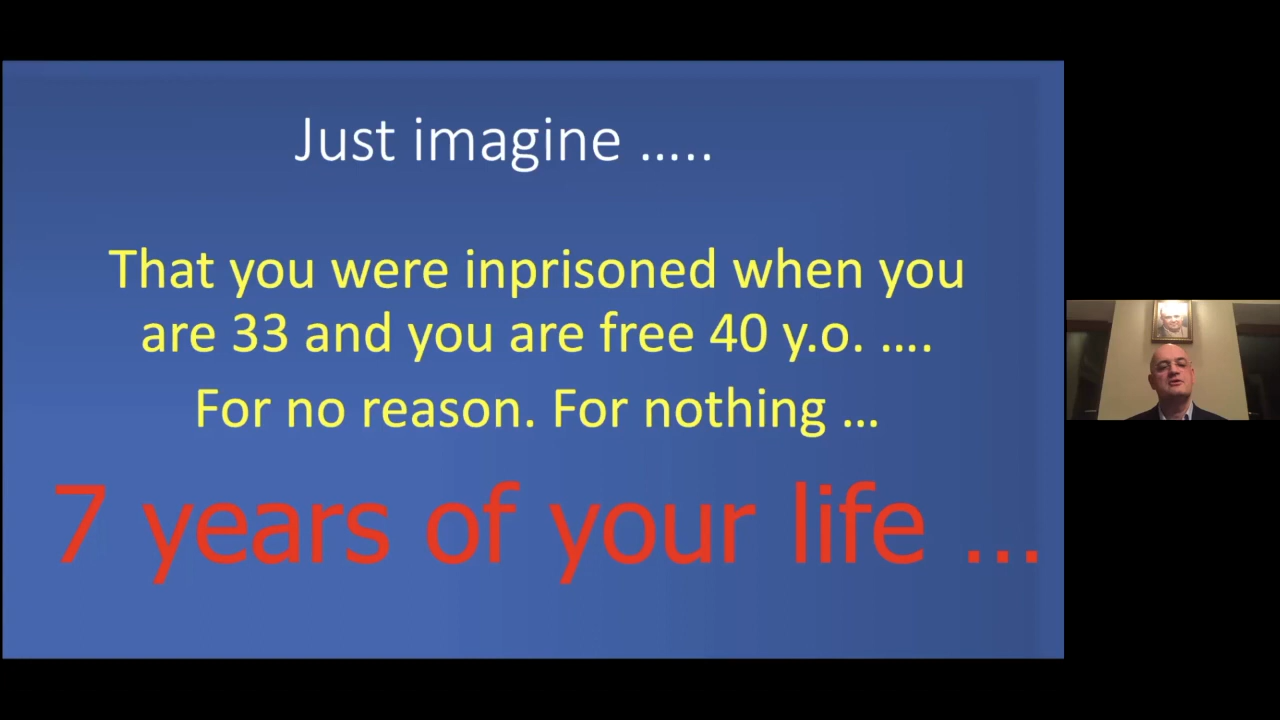 Just imagine …..
That you were inprisoned when you
are 33 and you are free 40 y.o. ….
For no reason. For nothing …
7 years of your life …